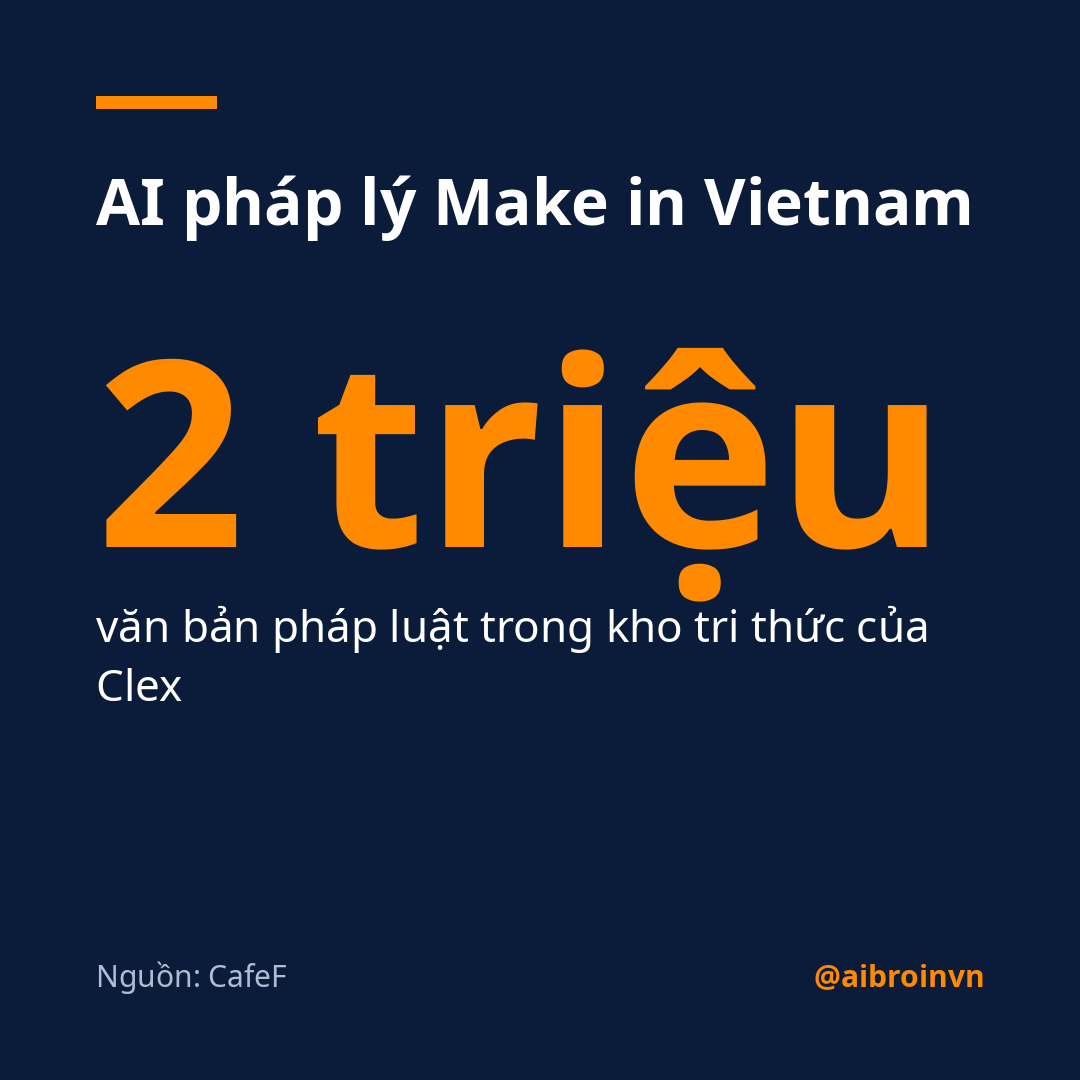 AI pháp lý Make in Vietnam
2 triệu
văn bản pháp luật trong kho tri thức của
Clex
Nguồn: CafeF
@aibroinvn